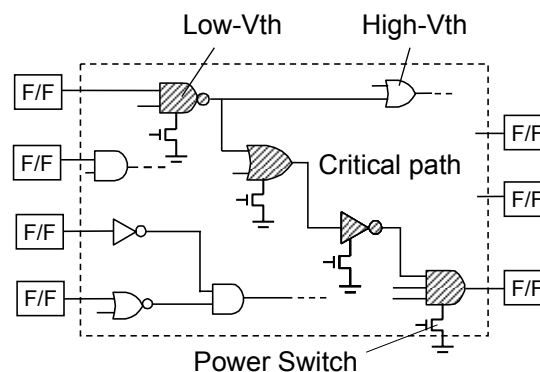 Low-Vth
High-Vth
F/F
F/F
F/F
F/F
Critical path
F/F
F/F
F/F
Power Switch